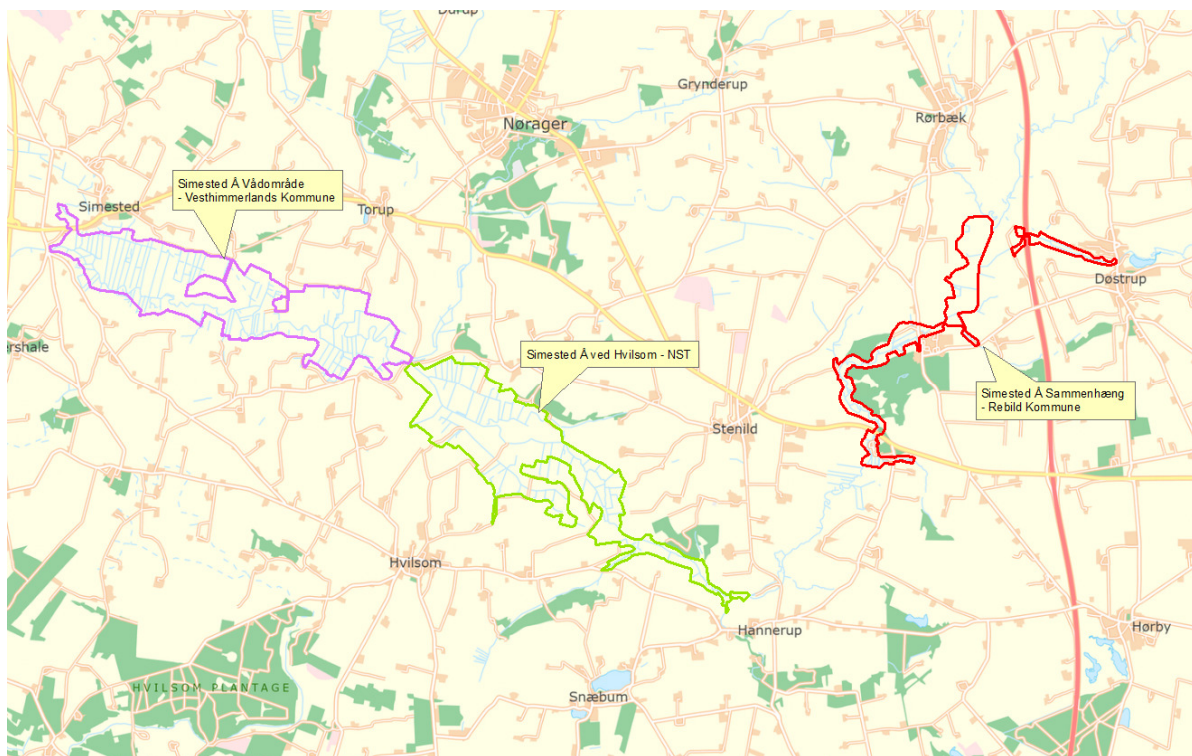 Durup
Grynderup
Rørbæk
Nørager
Simested Å Vådområde
- Vesthimmerlands Kommune
Simested
Torup
Døstrup
ershale
Simested Å ved Hvilsom - NST
Simested Å Sammenhæng
- Rebild Kommune
Stenild
Hvilsom
Hannerup
Hørby
HVILSOM PLANTAGE
Snæbum